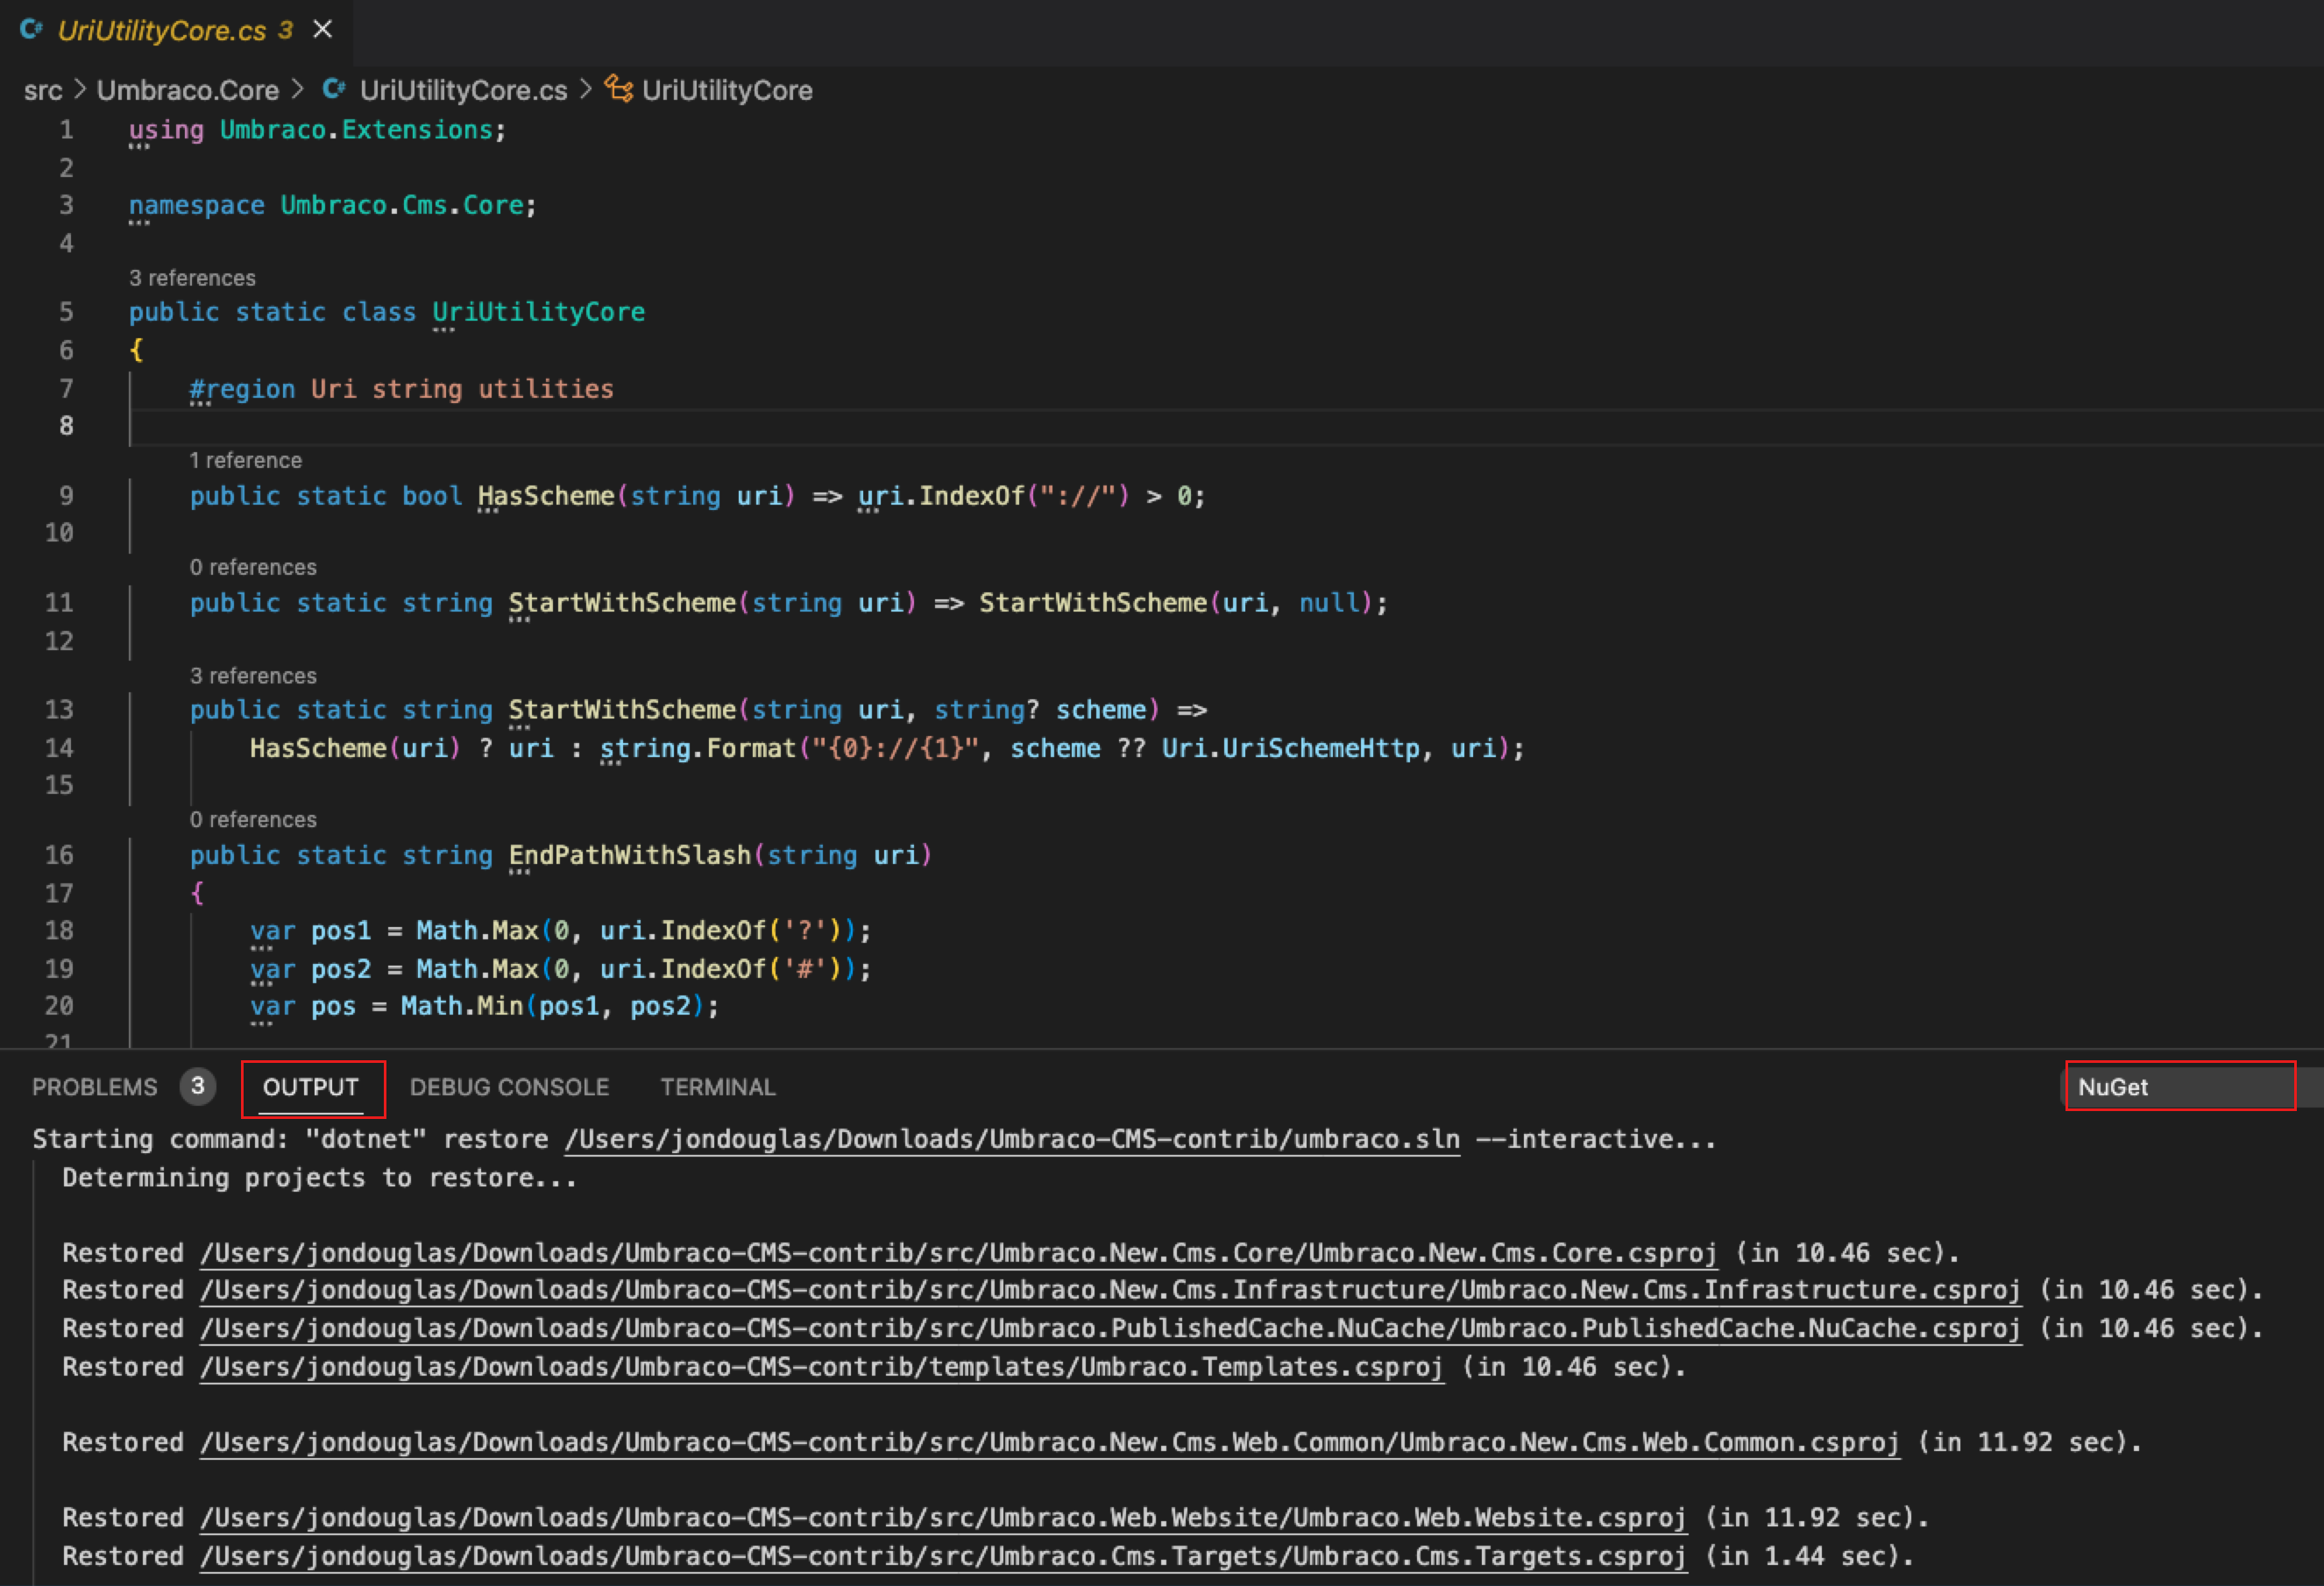 C# UriUtilityCore.cs 3 ×
src > Umbraco.Core > C# UriUtilityCore.cs > UriUtilityCore
1 using Umbraco.Extensions;
2
3 namespace Umbraco.Cms.Core;
4
3 references
5 public static class UriUtilityCore
6 {
7 #region Uri string utilities
8
1 reference
9 public static bool HasScheme(string uri) => uri.IndexOf("://") > 0;
10
0 references
11 public static string StartWithScheme(string uri) => StartWithScheme(uri, null);
12
3 references
13 public static string StartWithScheme(string uri, string? scheme) =>
14 HasScheme(uri) ? uri : string.Format("{0}://{1}", scheme ?? Uri.UriSchemeHttp, uri);
15
0 references
16 public static string EndPathWithSlash(string uri)
17 {
18 var pos1 = Math.Max(0, uri.IndexOf('?'));
19 var pos2 = Math.Max(0, uri.IndexOf('#'));
20 var pos = Math.Min(pos1, pos2);
21
PROBLEMS 3 OUTPUT DEBUG CONSOLE TERMINAL NuGet
Starting command: "dotnet" restore /Users/jondouglas/Downloads/Umbraco-CMS-contrib/umbraco.sln --interactive...
Determining projects to restore...
Restored /Users/jondouglas/Downloads/Umbraco-CMS-contrib/src/Umbraco.New.Cms.Core/Umbraco.New.Cms.Core.csproj (in 10.46 sec).
Restored /Users/jondouglas/Downloads/Umbraco-CMS-contrib/src/Umbraco.New.Cms.Infrastructure/Umbraco.New.Cms.Infrastructure.csproj (in 10.46 sec).
Restored /Users/jondouglas/Downloads/Umbraco-CMS-contrib/src/Umbraco.PublishedCache.NuCache/Umbraco.PublishedCache.NuCache.csproj (in 10.46 sec).
Restored /Users/jondouglas/Downloads/Umbraco-CMS-contrib/templates/Umbraco.Templates.csproj (in 10.46 sec).
Restored /Users/jondouglas/Downloads/Umbraco-CMS-contrib/src/Umbraco.New.Cms.Web.Common/Umbraco.New.Cms.Web.Common.csproj (in 11.92 sec).
Restored /Users/jondouglas/Downloads/Umbraco-CMS-contrib/src/Umbraco.Web.Website/Umbraco.Web.Website.csproj (in 11.92 sec).
Restored /Users/jondouglas/Downloads/Umbraco-CMS-contrib/src/Umbraco.Cms.Targets/Umbraco.Cms.Targets.csproj (in 1.44 sec).